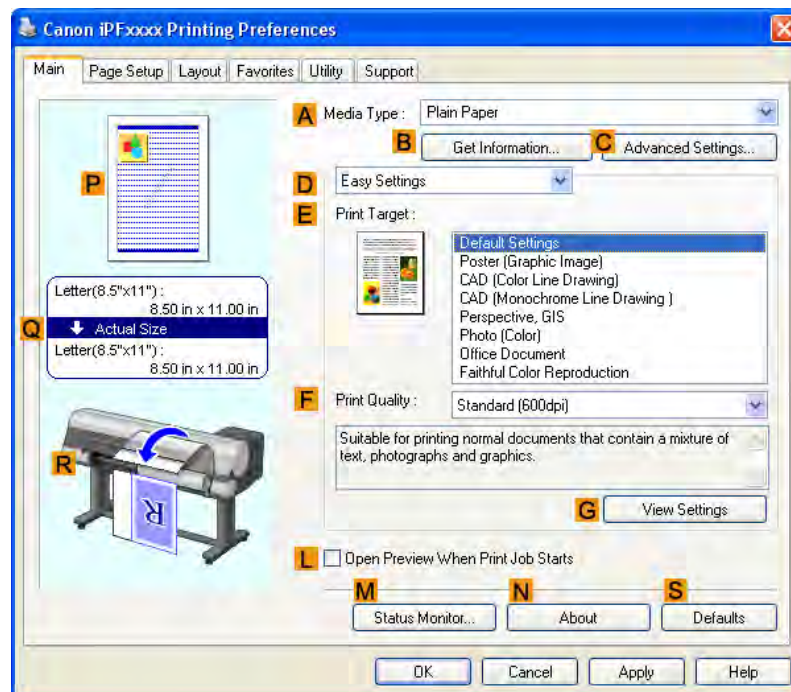 Canon iPFxxxx Printing Preferences
Main Page Setup Layout Favorites Utility Support
A Media Type : Plain Paper
B Get Information... C Advanced Settings...
P
D Easy Settings
E Print Target :
Default Settings
Poster (Graphic Image)
CAD (Color Line Drawing)
CAD (Monochrome Line Drawing )
Perspective, GIS
Photo (Color)
Office Document
Faithful Color Reproduction
Letter(8.5"x11") :
8.50 in x 11.00 in
Q Actual Size
Letter(8.5"x11") :
8.50 in x 11.00 in
F Print Quality : Standard (600dpi)
Suitable for printing normal documents that contain a mixture of
text, photographs and graphics.
R
R
G View Settings
L Open Preview When Print Job Starts
M Status Monitor... N About S Defaults
OK Cancel Apply Help